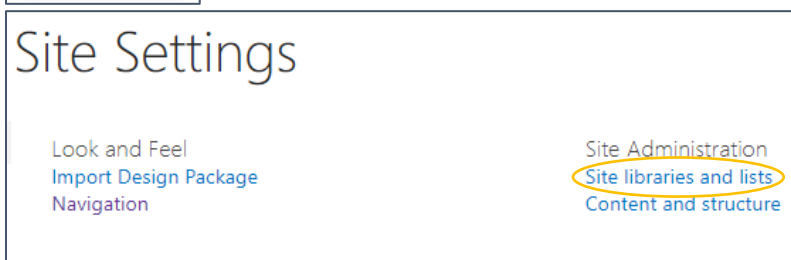 Site Settings
Look and Feel
Import Design Package
Navigation
Site Administration
Site libraries and lists
Content and structure